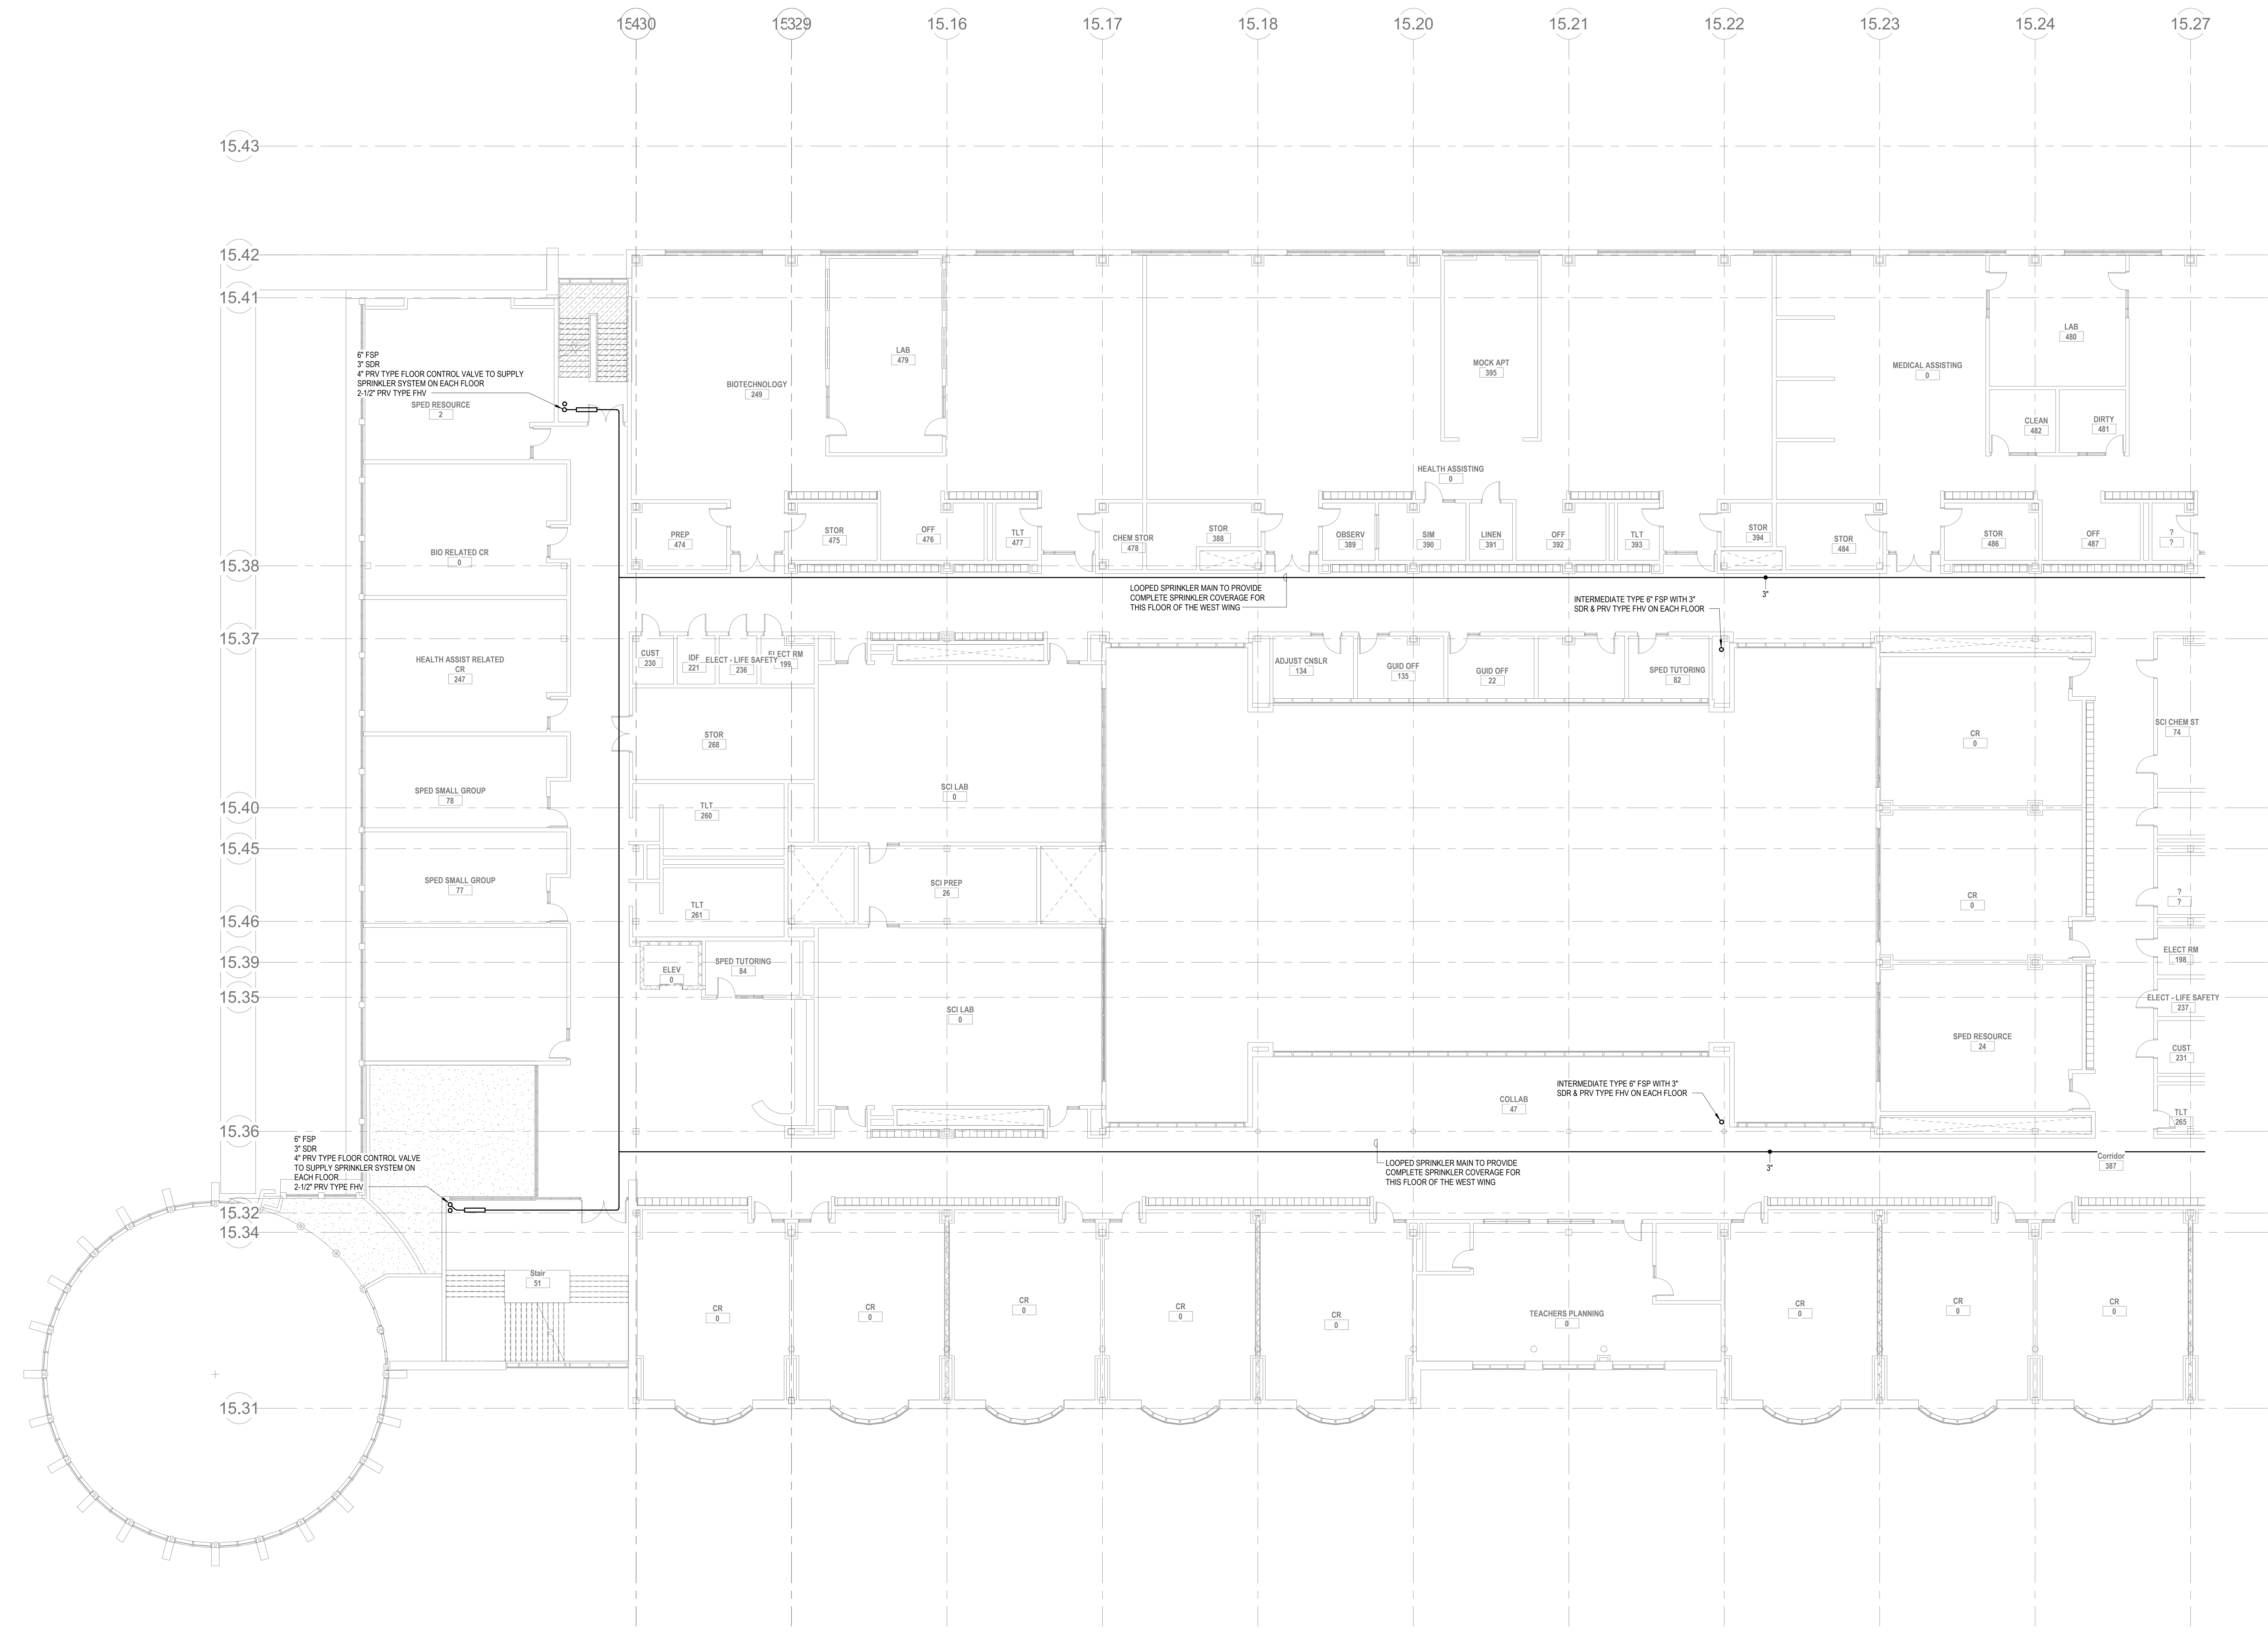 15.29
15.16
15.17
15.18
15.20
15.21
15.22
15.23
15.24
15.27
15.43
15.42
15.41
15.38
15.37
15.40
15.45
15.46
15.39
15.35
15.36
15.32
15.34
15.31
6" FSP
3" SDR
4" PRV TYPE FLOOR CONTROL VALVE TO SUPPLY
SPRINKLER SYSTEM ON EACH FLOOR
2-1/2" PRV TYPE FHV
SPED RESOURCE
2
BIOTECHNOLOGY
249
LAB
479
MOCK APT
395
MEDICAL ASSISTING
0
LAB
480
CLEAN
482
DIRTY
481
HEALTH ASSISTING
0
PREP
474
STOR
475
OFF
476
TLT
477
CHEM STOR
478
STOR
388
OBSERV
389
SIM
390
LINEN
391
OFF
392
TLT
393
STOR
394
STOR
484
STOR
486
OFF
487
?
?
BIO RELATED CR
0
LOOPED SPRINKLER MAIN TO PROVIDE
COMPLETE SPRINKLER COVERAGE FOR
THIS FLOOR OF THE WEST WING
3"
INTERMEDIATE TYPE 6" FSP WITH 3"
SDR & PRV TYPE FHV ON EACH FLOOR
HEALTH ASSIST RELATED
CR
247
CUST
230
IDF
221
ELECT - LIFE SAFETY
236
ELECT RM
199
ADJUST CNSLR
134
GUID OFF
135
GUID OFF
22
SPED TUTORING
82
STOR
268
CR
0
SCI CHEM ST
74
SPED SMALL GROUP
78
TLT
260
SCI LAB
0
SPED SMALL GROUP
77
SCI PREP
26
CR
0
?
?
TLT
261
ELEV
0
SPED TUTORING
84
ELECT RM
198
SCI LAB
0
ELECT - LIFE SAFETY
237
SPED RESOURCE
24
CUST
231
INTERMEDIATE TYPE 6" FSP WITH 3"
SDR & PRV TYPE FHV ON EACH FLOOR
COLLAB
47
TLT
265
6" FSP
3" SDR
4" PRV TYPE FLOOR CONTROL VALVE
TO SUPPLY SPRINKLER SYSTEM ON
EACH FLOOR
2-1/2" PRV TYPE FHV
LOOPED SPRINKLER MAIN TO PROVIDE
COMPLETE SPRINKLER COVERAGE FOR
THIS FLOOR OF THE WEST WING
3"
Corridor
387
Stair
51
CR
0
CR
0
CR
0
CR
0
CR
0
TEACHERS PLANNING
0
CR
0
CR
0
CR
0